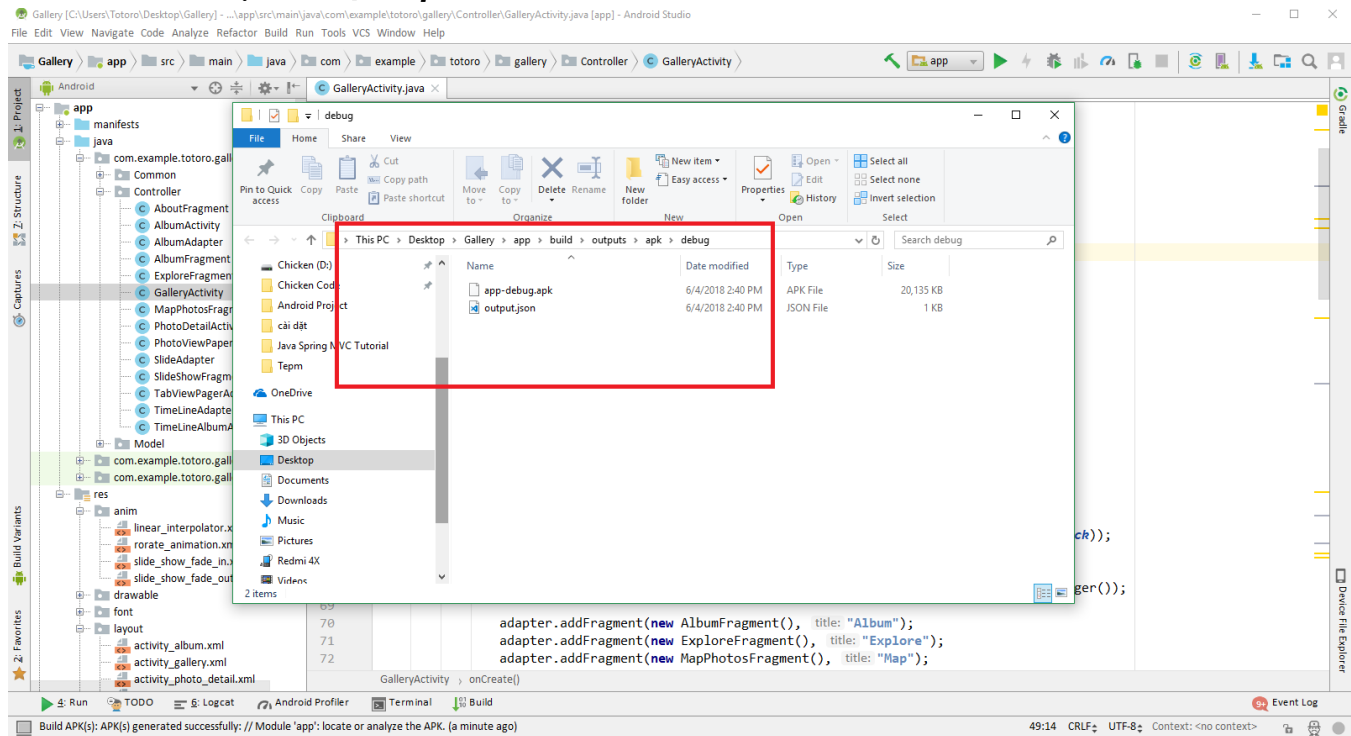 Gallery [C:\Users\Totoro\Desktop\Gallery] - ...\app\src\main\java\com\example\totoro\gallery\Controller\GalleryActivity.java [app] - Android Studio
File Edit View Navigate Code Analyze Refactor Build Run Tools VCS Window Help
Gallery app src main java com example totoro gallery Controller GalleryActivity app
Android GalleryActivity.java
1: Project
Z: Structure
Captures
Build Variants
2: Favorites
app
manifests
java
com.example.totoro.gall
Common
Controller
AboutFragment
AlbumActivity
AlbumAdapter
AlbumFragment
ExploreFragmen
GalleryActivity
MapPhotosFragr
PhotoDetailActiv
PhotoViewPaper
SlideAdapter
SlideShowFragm
TabViewPagerAd
TimeLineAdapte
TimeLineAlbumA
Model
com.example.totoro.gall
com.example.totoro.gall
res
anim
linear_interpolator.x
rorate_animation.xm
slide_show_fade_in.x
slide_show_fade_out
drawable
font
layout
activity_album.xml
activity_gallery.xml
activity_photo_detail.xml
debug
File Home Share View
Pin to Quick access
Copy
Paste
Cut
Copy path
Paste shortcut
Clipboard
Move to
Copy to
Delete
Rename
Organize
New folder
New item
Easy access
New
Properties
Open
Edit
History
Open
Select all
Select none
Invert selection
Select
This PC > Desktop > Gallery > app > build > outputs > apk > debug
Search debug
Chicken (D:)
Chicken Code
Android Project
cài dặt
Java Spring MVC Tutorial
Tepm
OneDrive
This PC
3D Objects
Desktop
Documents
Downloads
Music
Pictures
Redmi 4X
Videos
Name Date modified Type Size
app-debug.apk 6/4/2018 2:40 PM APK File 20,135 KB
output.json 6/4/2018 2:40 PM JSON File 1 KB
2 items
ck));
ger());
69
70 adapter.addFragment(new AlbumFragment(), title: "Album");
71 adapter.addFragment(new ExploreFragment(), title: "Explore");
72 adapter.addFragment(new MapPhotosFragment(), title: "Map");
GalleryActivity > onCreate()
Gradle
Device File Explorer
4: Run TODO 6: Logcat Android Profiler Terminal Build 9+ Event Log
Build APK(s): APK(s) generated successfully: // Module 'app': locate or analyze the APK. (a minute ago) 49:14 CRLF UTF-8 Context: <no context>